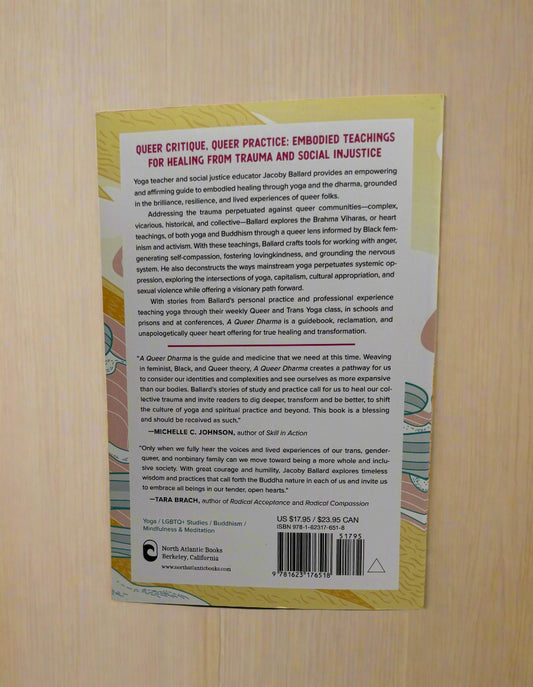 QUEER CRITIQUE, QUEER PRACTICE: EMBODIED TEACHINGS
FOR HEALING FROM TRAUMA AND SOCIAL INJUSTICE
Yoga teacher and social justice educator Jacoby Ballard provides an empowering
and affirming guide to embodied healing through yoga and the dharma, grounded
in the brilliance, resilience, and lived experiences of queer folks.
Addressing the trauma perpetuated against queer communities—complex,
vicarious, historical, and collective—Ballard explores the Brahma Viharas, or heart
teachings, of both yoga and Buddhism through a queer lens informed by Black fem-
inism and activism. With these teachings, Ballard crafts tools for working with anger,
generating self-compassion, fostering lovingkindness, and grounding the nervous
system. He also deconstructs the ways mainstream yoga perpetuates systemic op-
pression, exploring the intersections of yoga, capitalism, cultural appropriation, and
sexual violence while offering a visionary path forward.
With stories from Ballard's personal practice and professional experience
teaching yoga through their weekly Queer and Trans Yoga class, in schools and
prisons and at conferences, A Queer Dharma is a guidebook, reclamation, and
unapologetically queer heart offering for true healing and transformation.
"A Queer Dharma is the guide and medicine that we need at this time. Weaving
in feminist, Black, and Queer theory, A Queer Dharma creates a pathway for us
to consider our identities and complexities and see ourselves as more expansive
than our bodies. Ballard's stories of study and practice call for us to heal our col-
lective trauma and invite readers to dig deeper, transform and be better, to shift
the culture of yoga and spiritual practice and beyond. This book is a blessing
and should be received as such."
—MICHELLE C. JOHNSON, author of Skill in Action
"Only when we fully hear the voices and lived experiences of our trans, gender-
queer, and nonbinary family can we move toward being a more whole and inclu-
sive society. With great courage and humility, Jacoby Ballard explores timeless
wisdom and practices that call forth the Buddha nature in each of us and invite us
to embrace all beings in our tender, open hearts."
—TARA BRACH, author of Radical Acceptance and Radical Compassion
Yoga / LGBTQ+ Studies / Buddhism /
Mindfulness & Meditation
North Atlantic Books
Berkeley, California
www.northatlanticbooks.com
US $17.95 / $23.95 CAN
ISBN 978-1-62317-651-8
51795
9 781623 176518